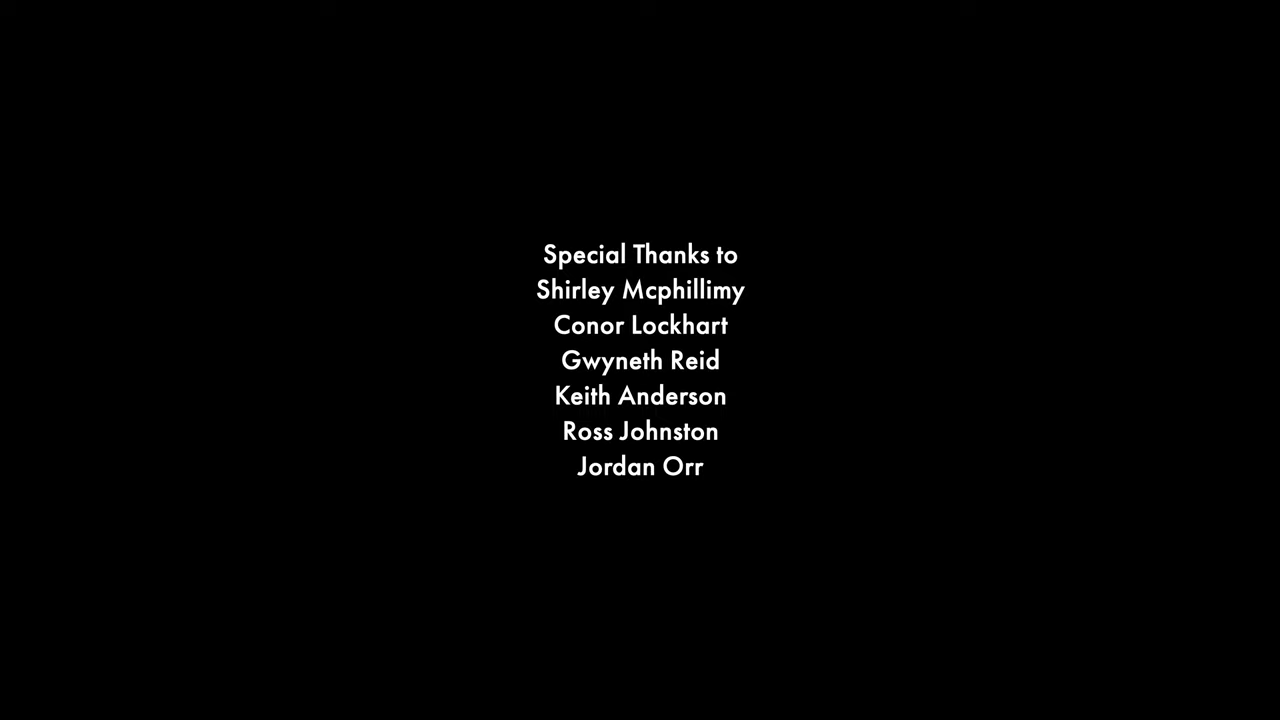 Special Thanks to
Shirley Mcphillimy
Conor Lockhart
Gwyneth Reid
Keith Anderson
Ross Johnston
Jordan Orr